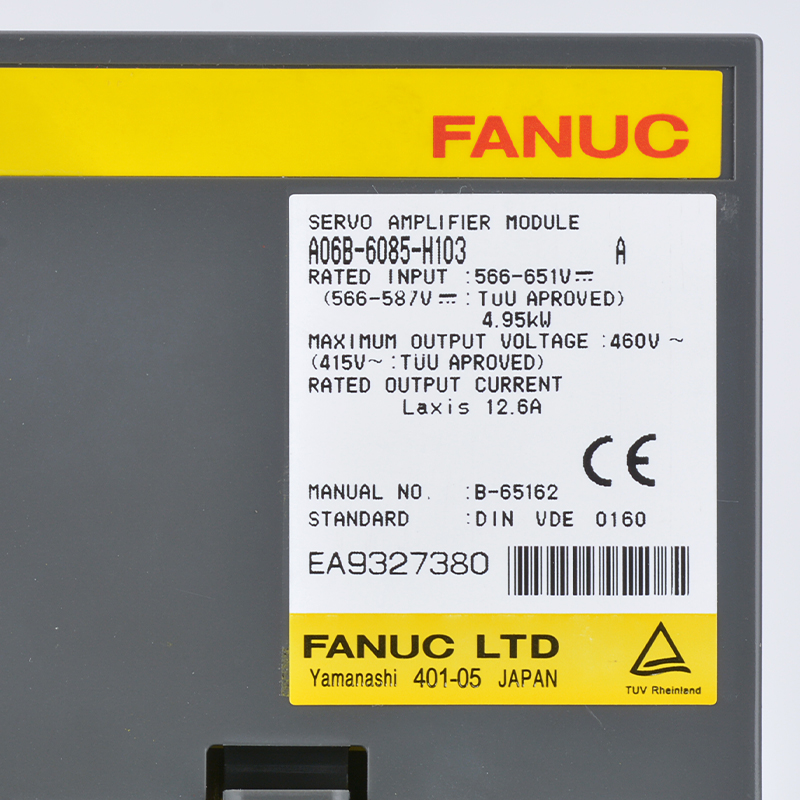 FANUC
SERVO AMPLIFIER MODULE
A06B-6085-H103 A
RATED INPUT :566-651V⎓
(566-587V⎓ :TüU APROVED)
4.95kW
MAXIMUM OUTPUT VOLTAGE :460V～
(415V～ :TÜU APROVED)
RATED OUTPUT CURRENT
Laxis 12.6A
CE
MANUAL NO. :B-65162
STANDARD :DIN VDE 0160
EA9327380
FANUC LTD
Yamanashi 401-05 JAPAN
TUV Rheinland